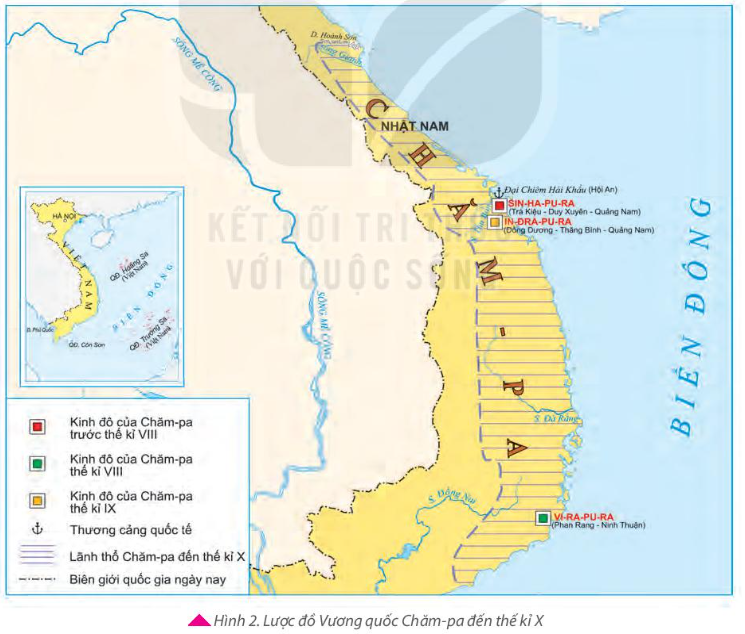 D. Hoành Sơn
Sông Gianh
SÔNG MÊ CÔNG
CHĂM-PA
NHẬT NAM
Đại Chiêm Hải Khẩu (Hội An)
SIN-HA-PU-RA
(Trà Kiệu - Duy Xuyên - Quảng Nam)
IN-DRA-PU-RA
(Đồng Dương - Thăng Bình - Quảng Nam)
KẾT NỐI TRI THỨC
VỚI CUỘC SỐNG
BIỂN ĐÔNG
HÀ NỘI
VIỆT NAM
QĐ. Hoàng Sa
(Việt Nam)
BIỂN ĐÔNG
Đ. Phú Quốc
QĐ. Côn Sơn
QĐ. Trường Sa
(Việt Nam)
SÔNG MÊ CÔNG
S. Đà Rằng
S. Đồng Nai
VI-RA-PU-RA
(Phan Rang - Ninh Thuận)
Kinh đô của Chăm-pa
trước thế kỉ VIII
Kinh đô của Chăm-pa
thế kỉ VIII
Kinh đô của Chăm-pa
thế kỉ IX
Thương cảng quốc tế
Lãnh thổ Chăm-pa đến thế kỉ X
Biên giới quốc gia ngày nay
Hình 2. Lược đồ Vương quốc Chăm-pa đến thế kỉ X